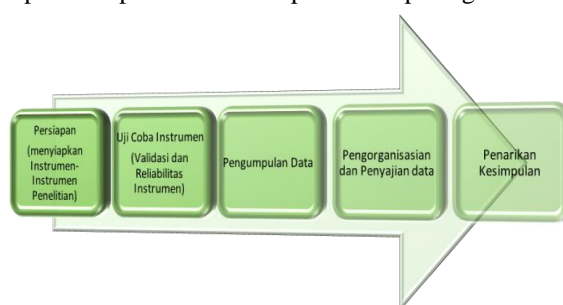 Persiapan
(menyiapkan
Instrumen-
Instrumen
Penelitian)
Uji Coba Instrumen
(Validasi dan
Reliabilitas
Instrumen)
Pengumpulan Data
Pengorganisasian
dan Penyajian data
Penarikan
Kesimpulan